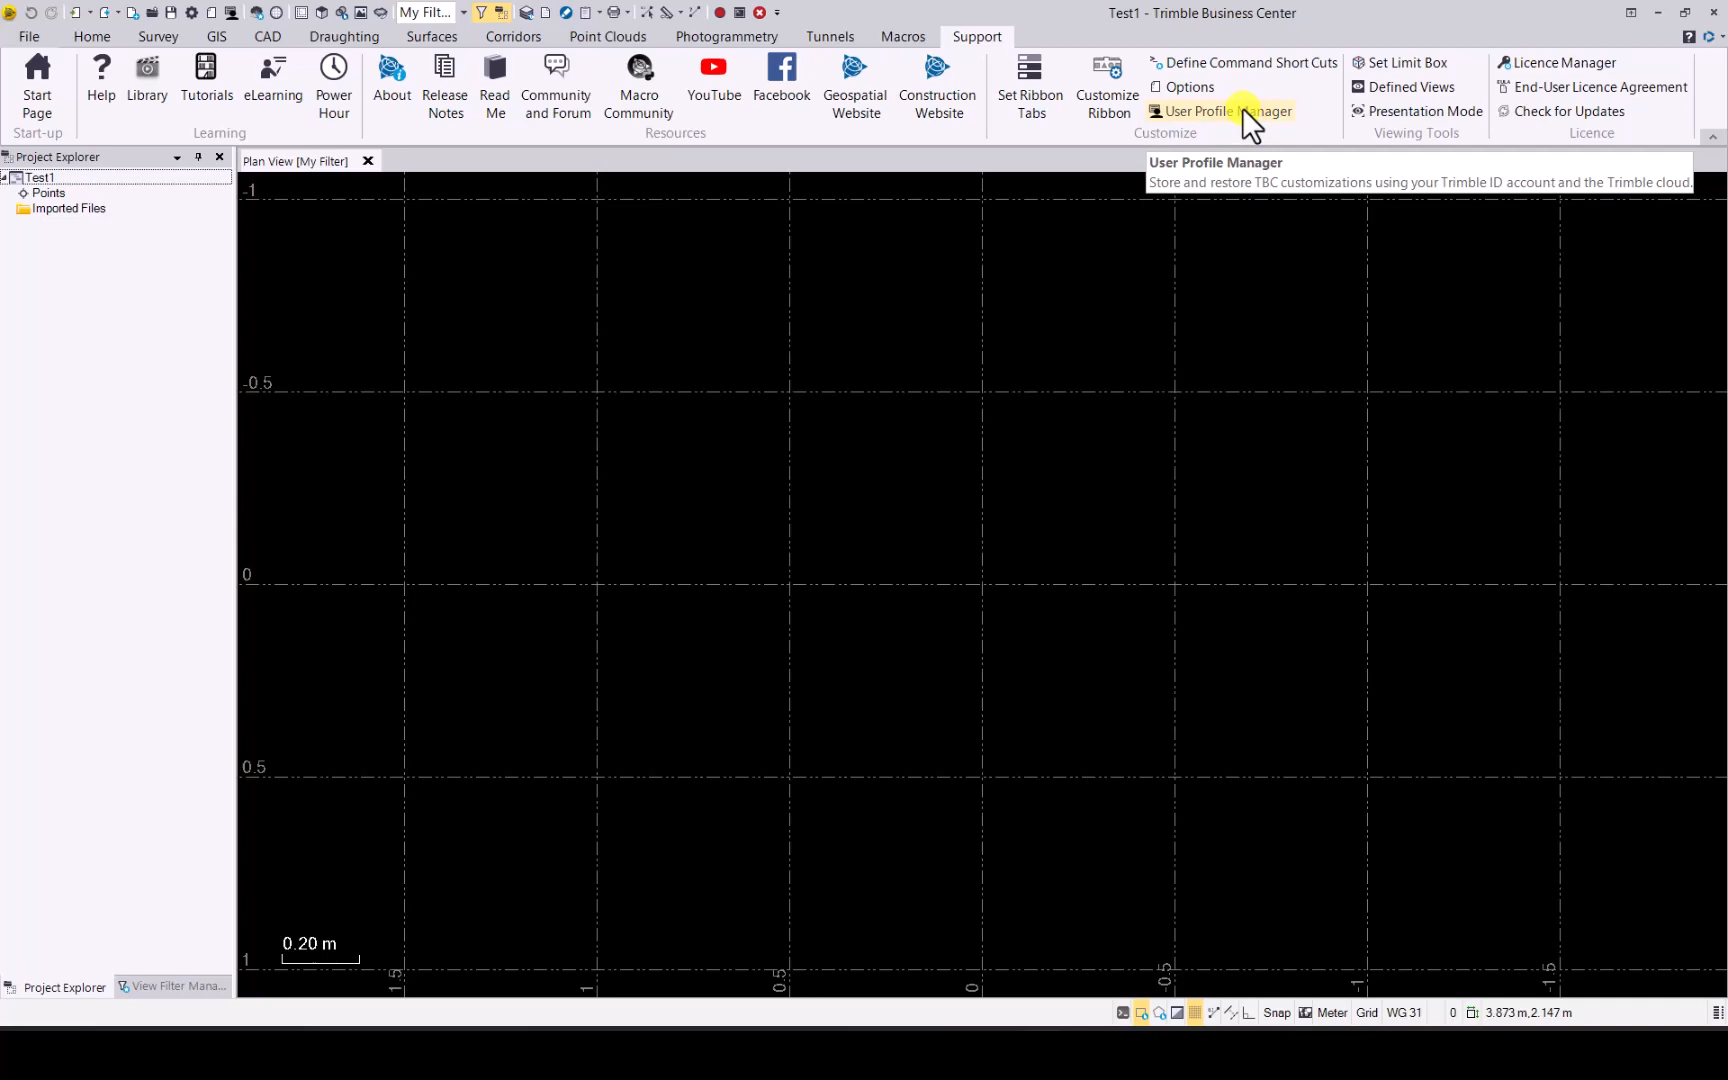 My Filt...
Test1 - Trimble Business Center
File Home Survey GIS CAD Draughting Surfaces Corridors Point Clouds Photogrammetry Tunnels Macros Support
Start Page
Help
Library
Tutorials
eLearning
Power Hour
About
Release Notes
Read Me
Community and Forum
Macro Community
YouTube
Facebook
Geospatial Website
Construction Website
Set Ribbon Tabs
Customize Ribbon
Define Command Short Cuts
Options
User Profile Manager
Set Limit Box
Defined Views
Presentation Mode
Licence Manager
End-User Licence Agreement
Check for Updates
Start-up Learning Resources Customize Viewing Tools Licence
Project Explorer
Test1
Points
Imported Files
Plan View [My Filter]
User Profile Manager
Store and restore TBC customizations using your Trimble ID account and the Trimble cloud.
-1
-0.5
0
0.5
1
0.20 m
1.5 1 0.5 0 -0.5 -1 -1.5
Project Explorer View Filter Mana...
Snap Meter Grid WG 31 0 3.873 m,2.147 m